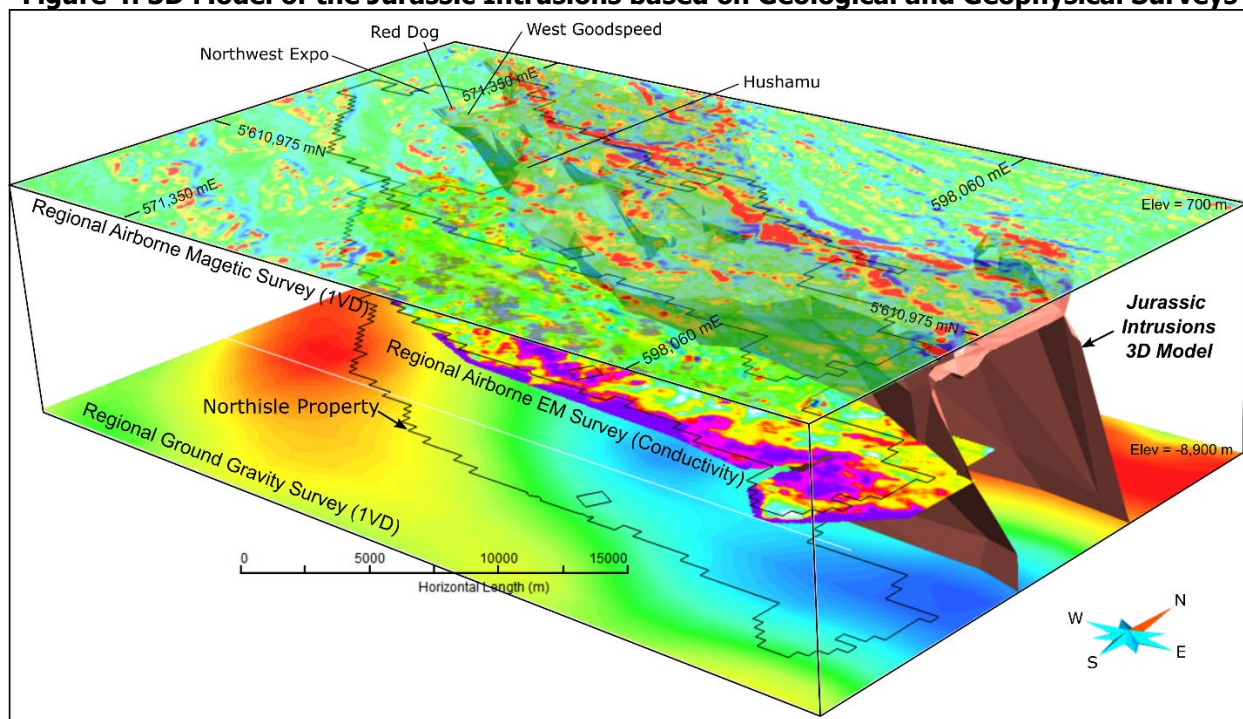 Figure 4: 3D Model of the Jurassic Intrusions based on Geological and Geophysical Surveys
Red Dog
West Goodspeed
Northwest Expo
Hushamu
571,350 mE
5'610,975 mN
598,060 mE
571,350 mE
Elev = 700 m
Regional Airborne Magetic Survey (1VD)
5'610,975 mN
Jurassic
Intrusions
3D Model
598,060 mE
Regional Airborne EM Survey (Conductivity)
Northisle Property
Elev = -8,900 m
Regional Ground Gravity Survey (1VD)
0 5000 10000 15000
Horizontal Length (m)
N
W
S
E